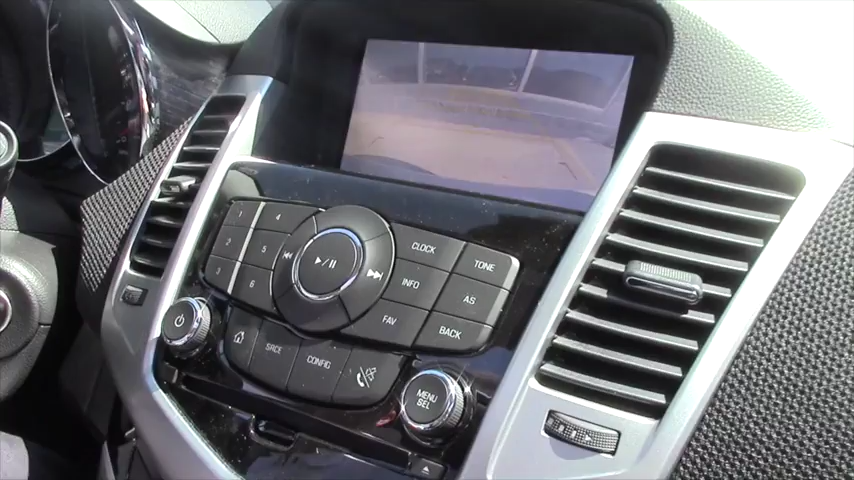 1 4 CLOCK TONE
2 5 INFO AS
3 6 FAV BACK
SRCE CONFIG
MENU
SEL